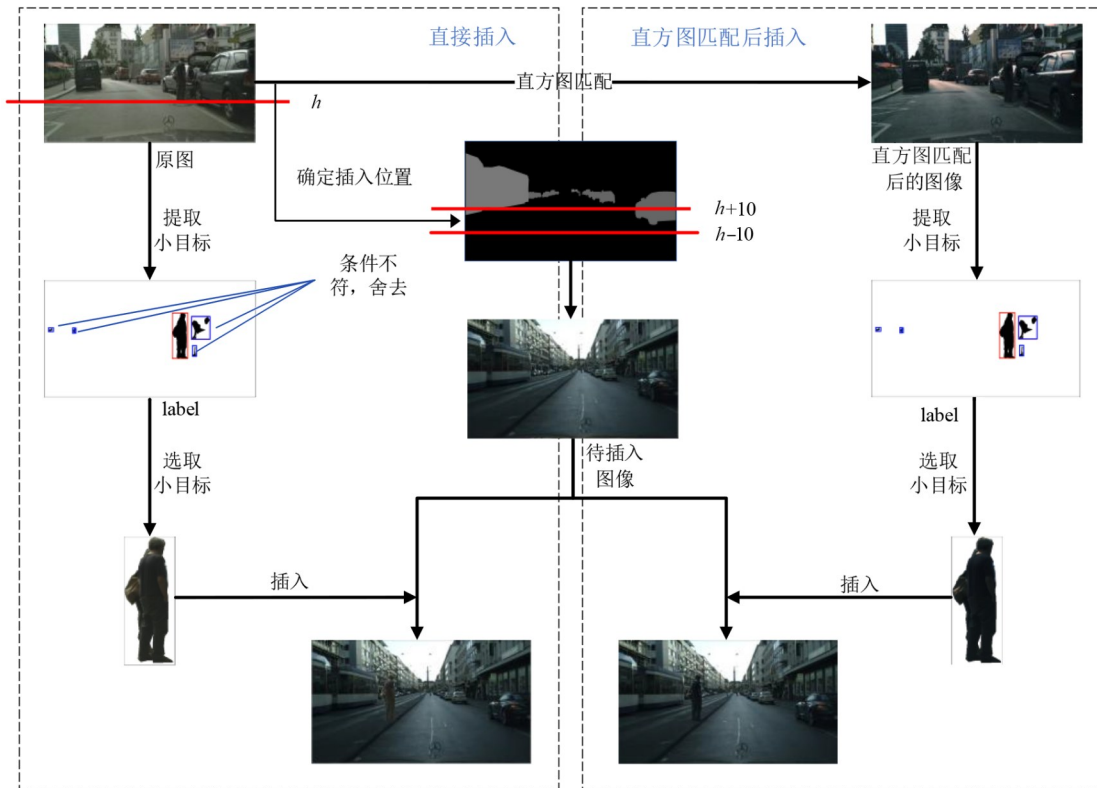 直接插入
直方图匹配后插入
直方图匹配
h
原图
直方图匹配
后的图像
确定插入位置
h+10
h−10
提取
小目标
提取
小目标
条件不
符，舍去
label
label
待插入
图像
选取
小目标
选取
小目标
插入
插入